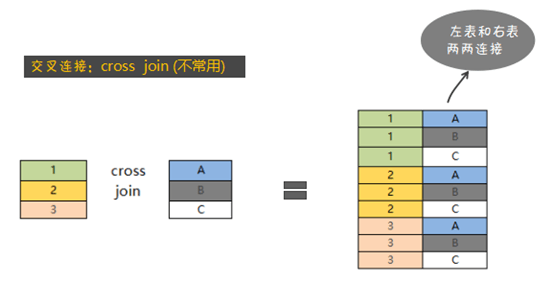 交叉连接：cross join (不常用)
左表和右表
两两连接
1
2
3
cross
join
A
B
C
=
1 A
1 B
1 C
2 A
2 B
2 C
3 A
3 B
3 C